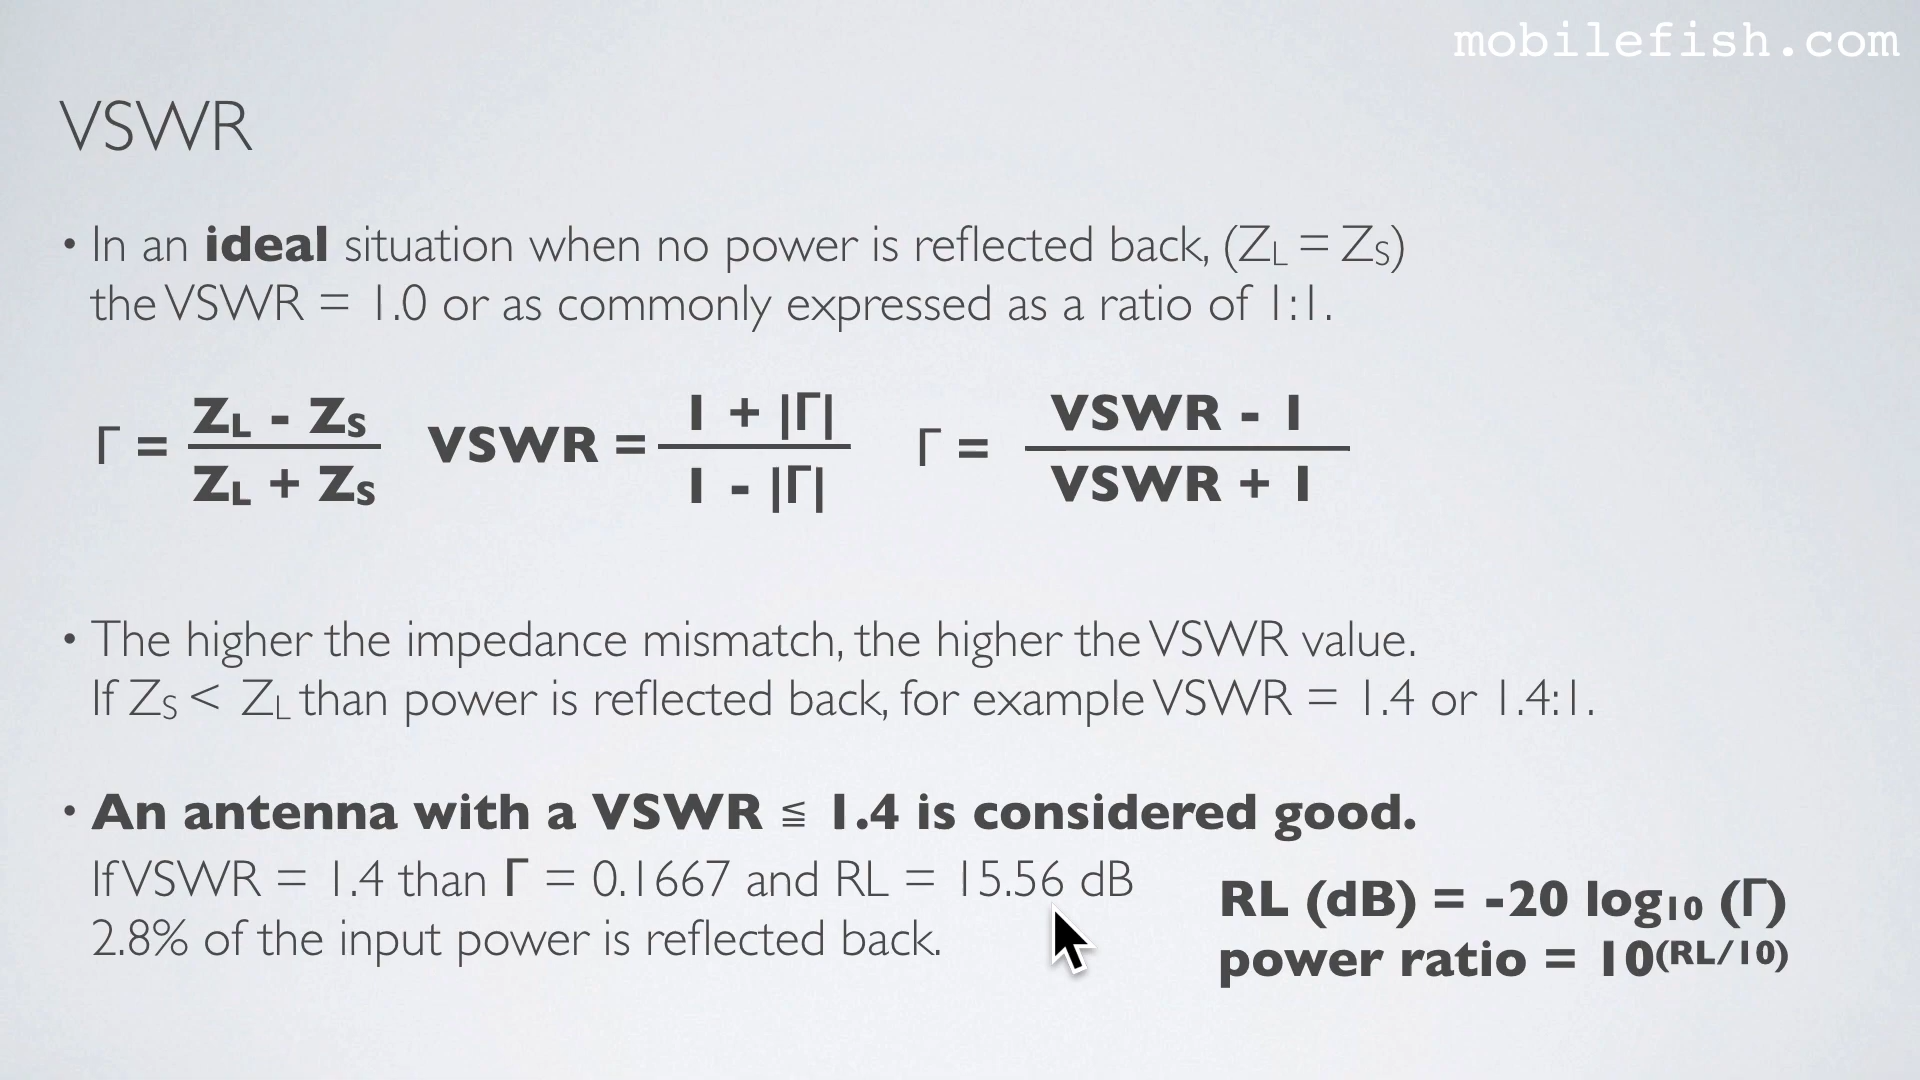 mobilefish.com
VSWR
• In an ideal situation when no power is reflected back, (ZL = ZS)
the VSWR = 1.0 or as commonly expressed as a ratio of 1:1.
Γ = ZL - ZS / ZL + ZS VSWR = 1 + |Γ| / 1 - |Γ| Γ = VSWR - 1 / VSWR + 1
• The higher the impedance mismatch, the higher the VSWR value.
If ZS < ZL than power is reflected back, for example VSWR = 1.4 or 1.4:1.
• An antenna with a VSWR ≦ 1.4 is considered good.
If VSWR = 1.4 than Γ = 0.1667 and RL = 15.56 dB
2.8% of the input power is reflected back.
RL (dB) = -20 log10 (Γ)
power ratio = 10(RL/10)